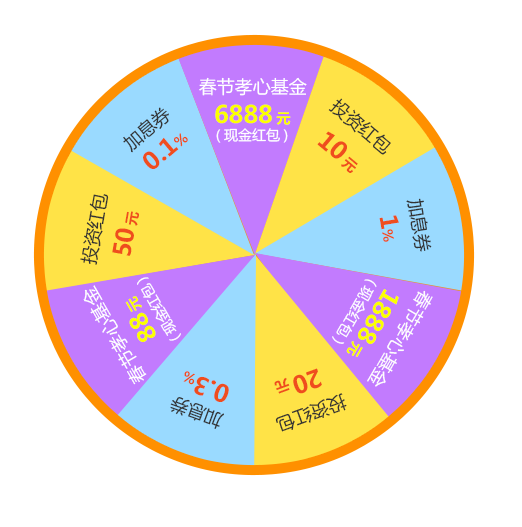 春节孝心基金
6888元
(现金红包)
投资红包
10元
加息券
1%
春节孝心基金
1888元
(现金红包)
投资红包
20元
加息券
0.3%
春节孝心基金
88元
(现金红包)
投资红包
50元
加息券
0.1%